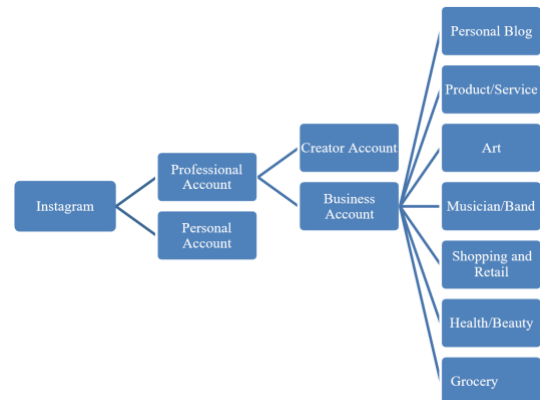 Instagram
Professional
Account
Personal
Account
Creator Account
Business
Account
Personal Blog
Product/Service
Art
Musician/Band
Shopping and
Retail
Health/Beauty
Grocery